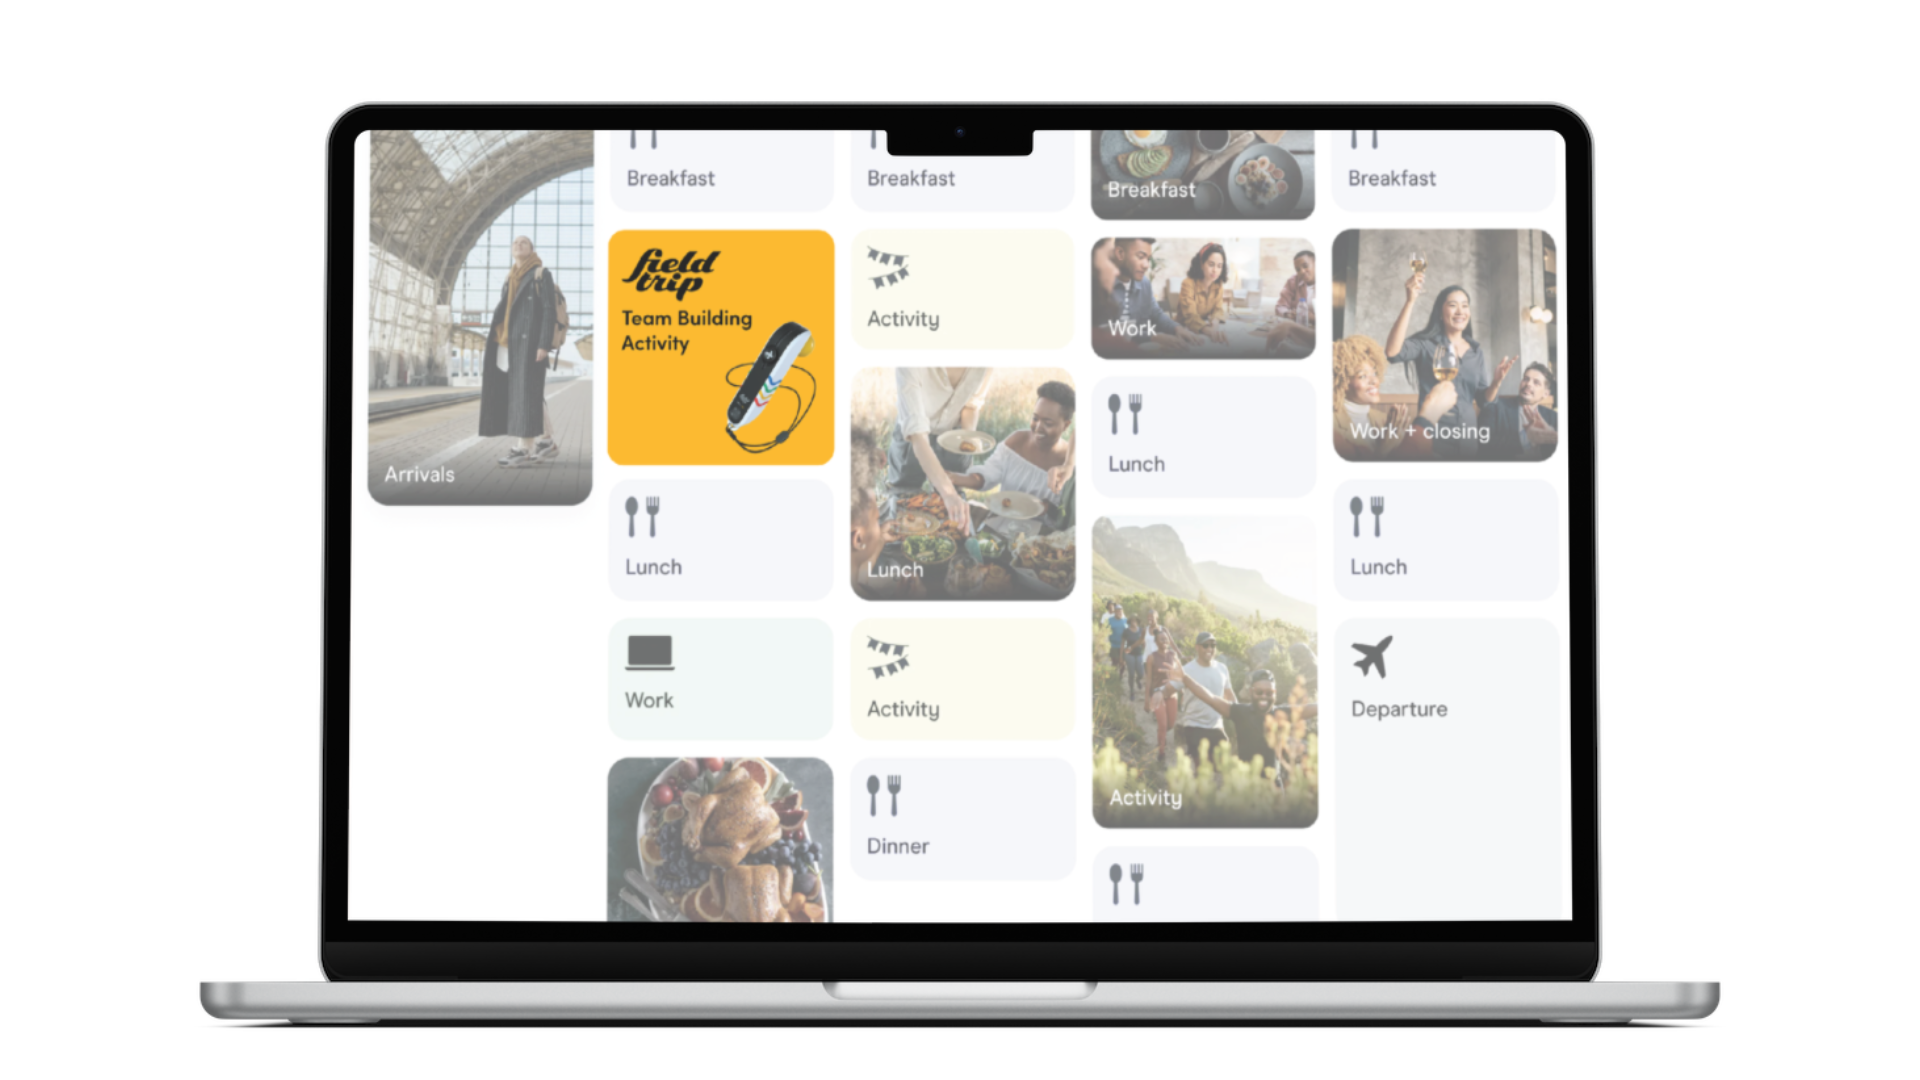 Arrivals
Breakfast
field
trip
Team Building
Activity
Lunch
Work
Breakfast
Activity
Lunch
Activity
Dinner
Breakfast
Work
Lunch
Activity
Breakfast
Work + closing
Lunch
Departure